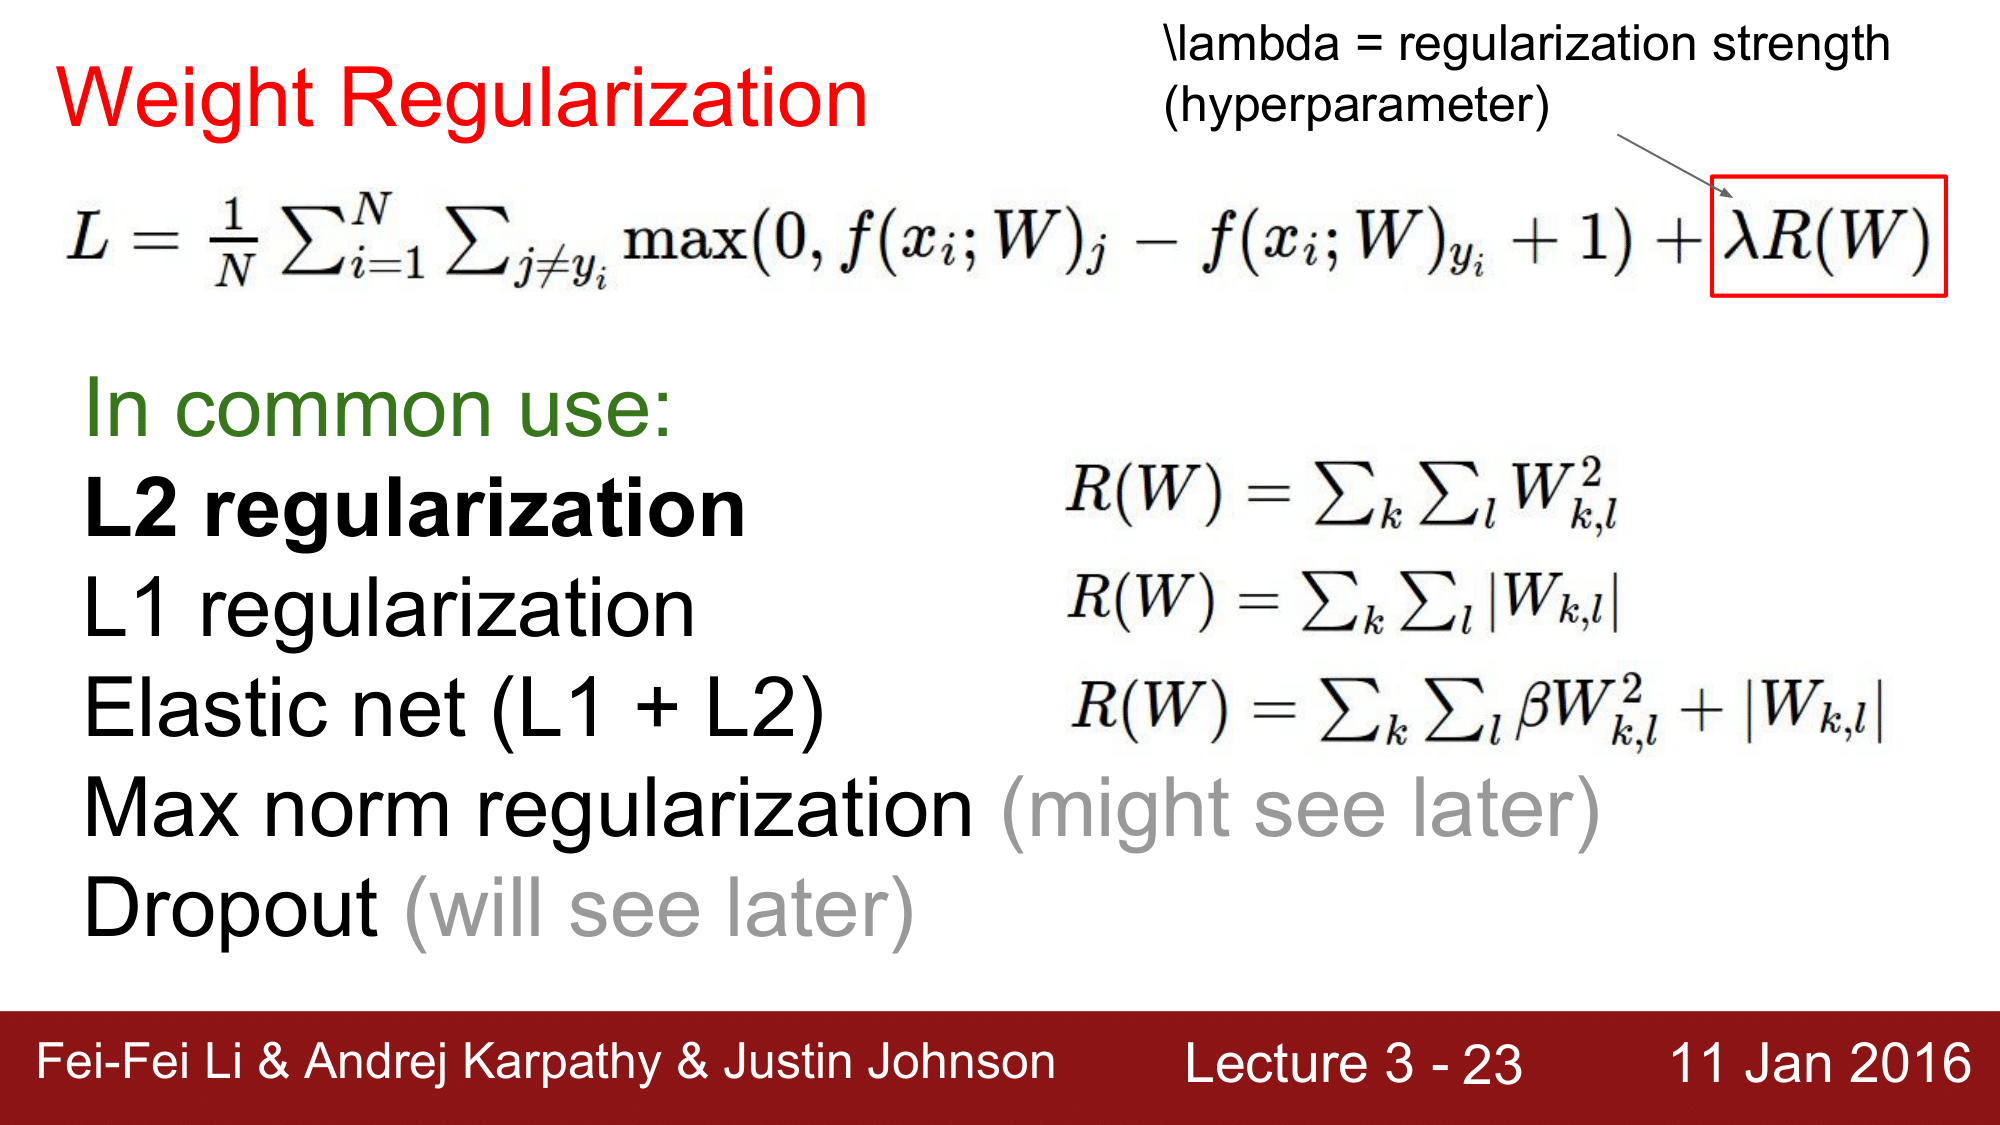 \lambda = regularization strength
(hyperparameter)
Weight Regularization
L = \frac{1}{N} \sum_{i=1}^{N} \sum_{j \neq y_i} \max(0, f(x_i; W)_j - f(x_i; W)_{y_i} + 1) + \lambda R(W)
In common use:
L2 regularization R(W) = \sum_k \sum_l W_{k,l}^2
L1 regularization R(W) = \sum_k \sum_l |W_{k,l}|
Elastic net (L1 + L2) R(W) = \sum_k \sum_l \beta W_{k,l}^2 + |W_{k,l}|
Max norm regularization (might see later)
Dropout (will see later)
Fei-Fei Li & Andrej Karpathy & Justin Johnson Lecture 3 - 23 11 Jan 2016